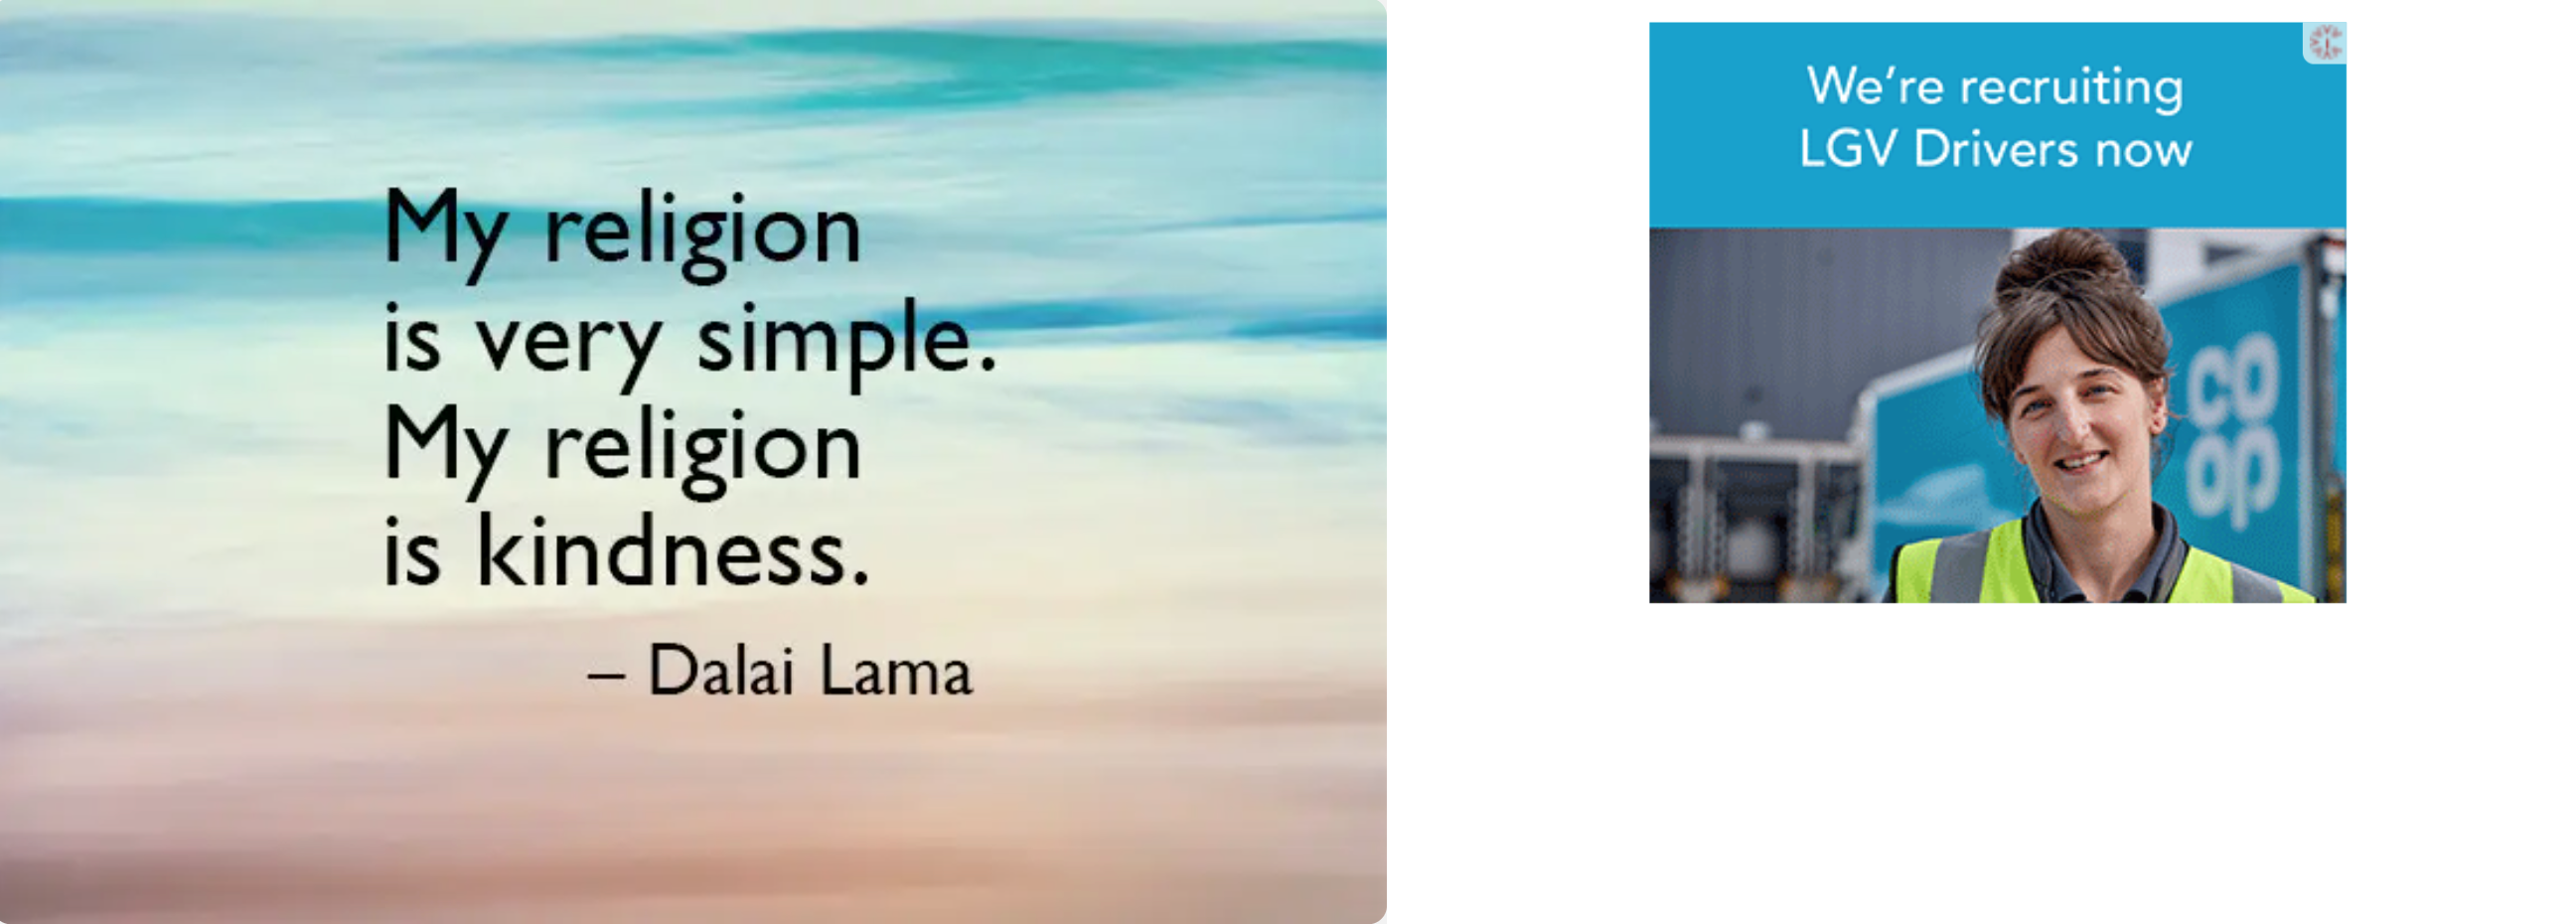 My religion
is very simple.
My religion
is kindness.
– Dalai Lama
We're recruiting
LGV Drivers now
CO
OP